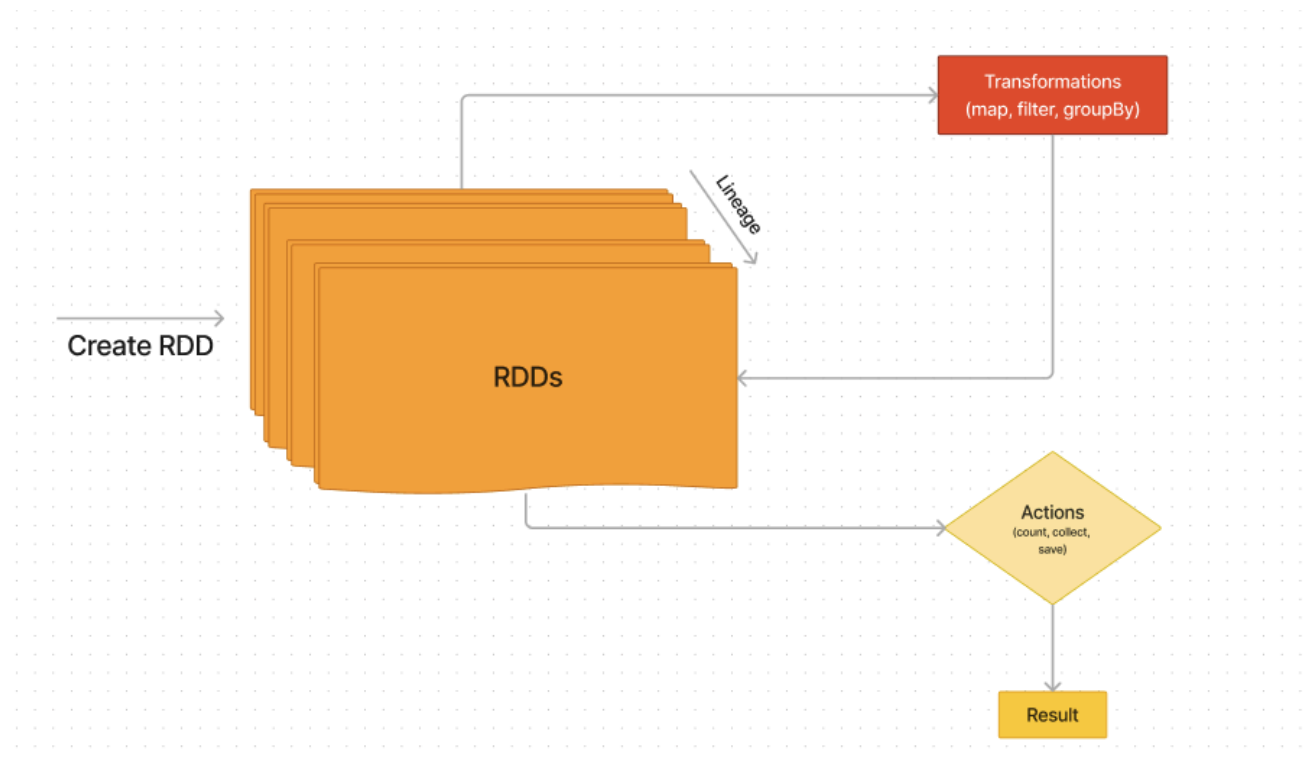 Transformations
(map, filter, groupBy)
Lineage
Create RDD
RDDs
Actions
(count, collect,
save)
Result